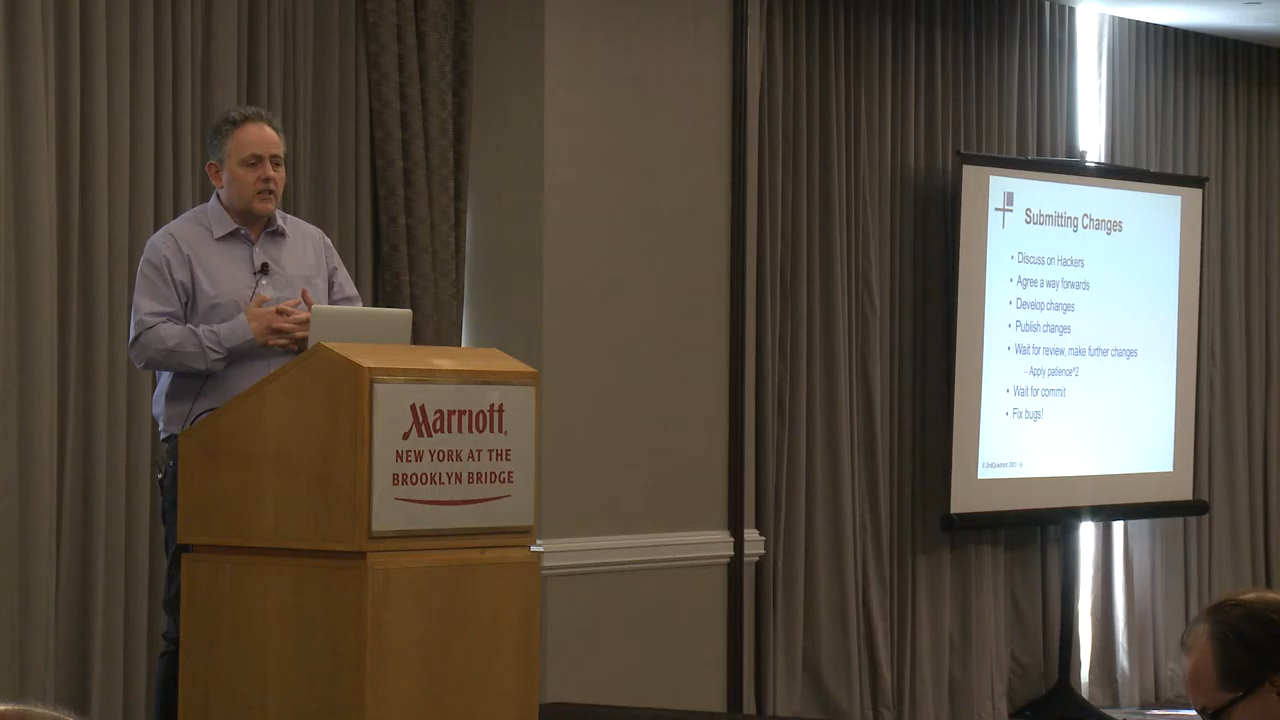 Marriott
NEW YORK AT THE
BROOKLYN BRIDGE
Submitting Changes
• Discuss on Hackers
• Agree a way forwards
• Develop changes
• Publish changes
• Wait for review, make further changes
– Apply patience^2
• Wait for commit
• Fix bugs!
© 2ndQuadrant